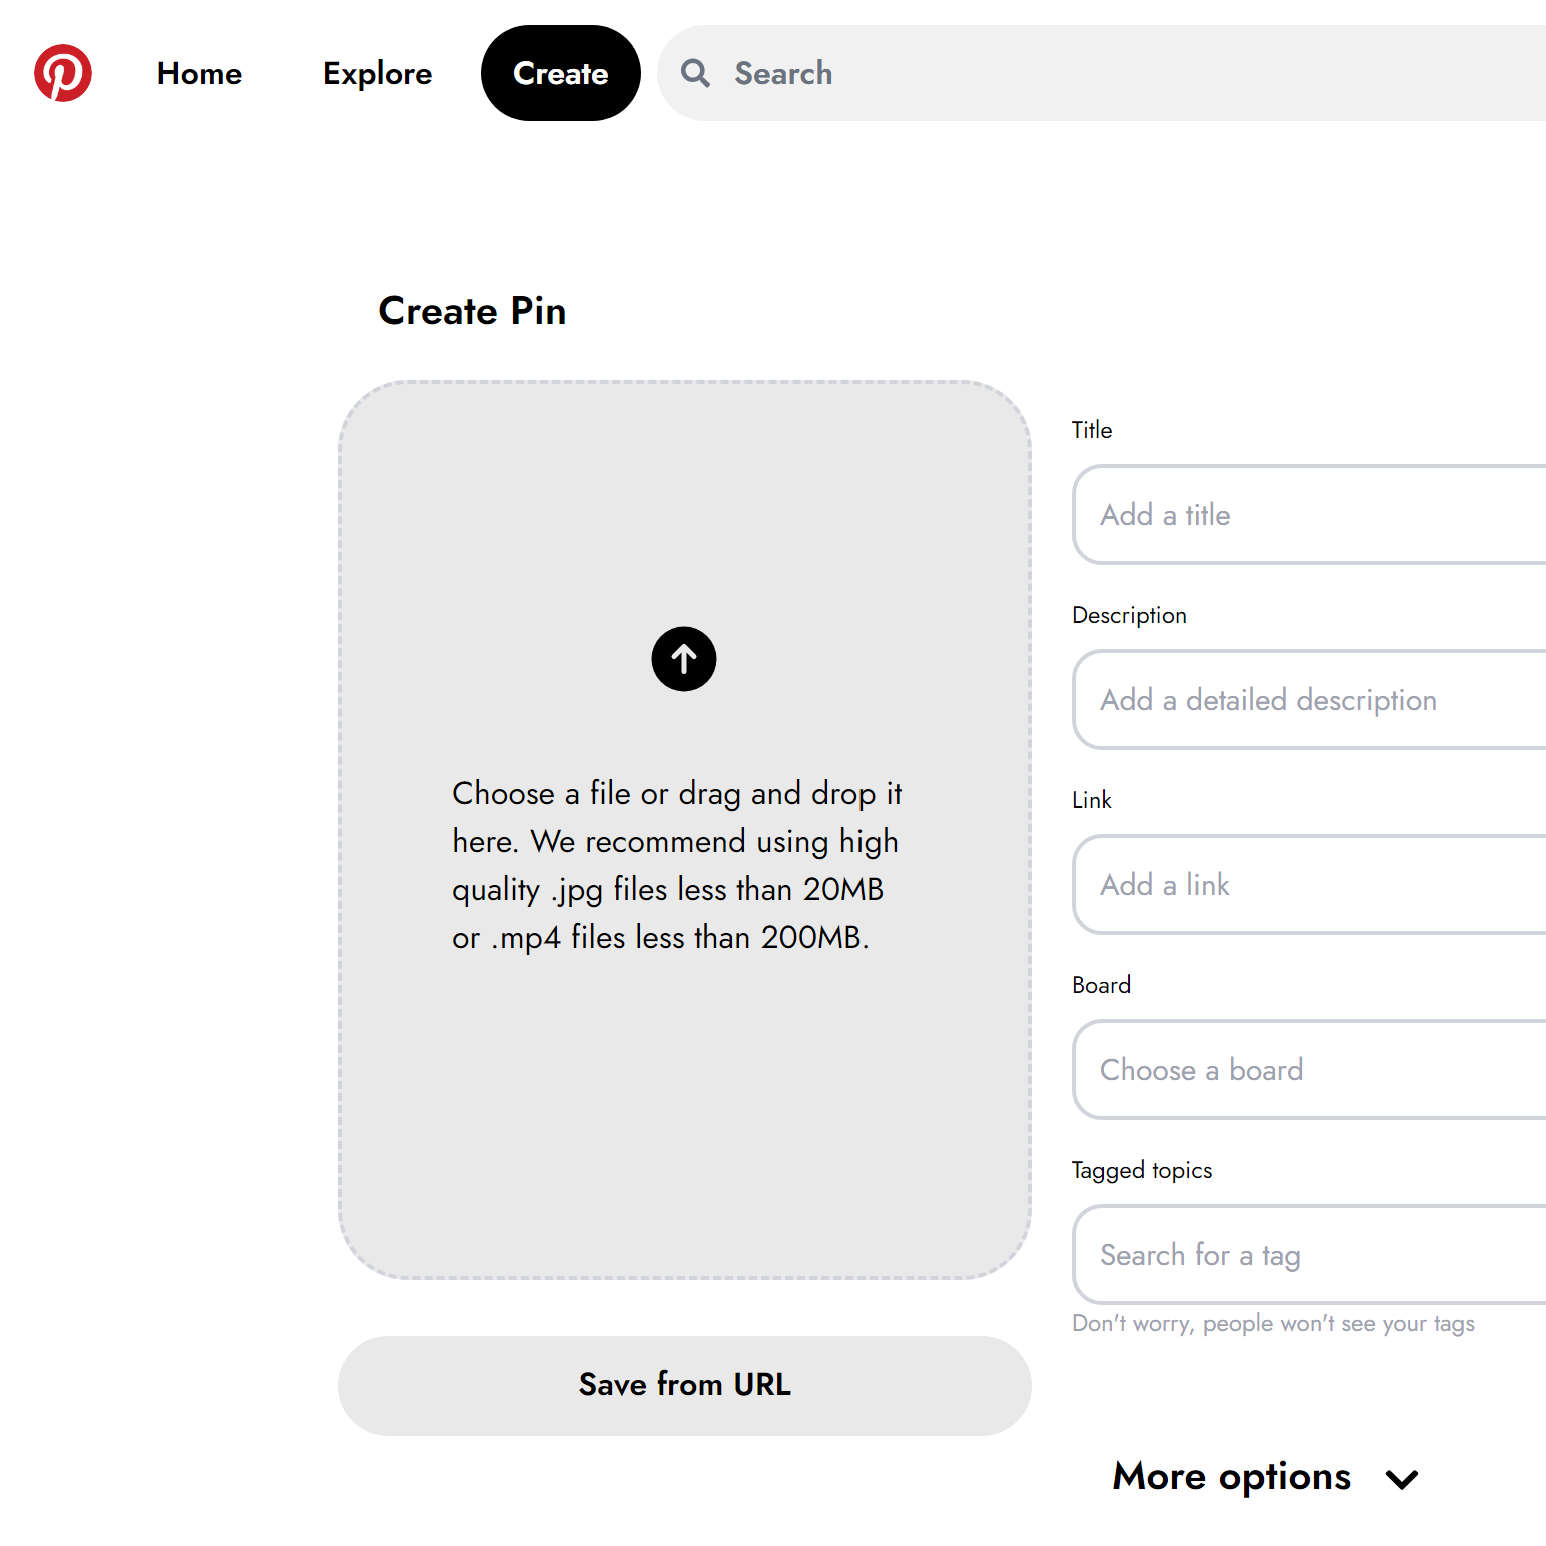 Home
Explore
Create
Search
Create Pin
Choose a file or drag and drop it
here. We recommend using high
quality .jpg files less than 20MB
or .mp4 files less than 200MB.
Save from URL
Title
Add a title
Description
Add a detailed description
Link
Add a link
Board
Choose a board
Tagged topics
Search for a tag
Don't worry, people won't see your tags
More options